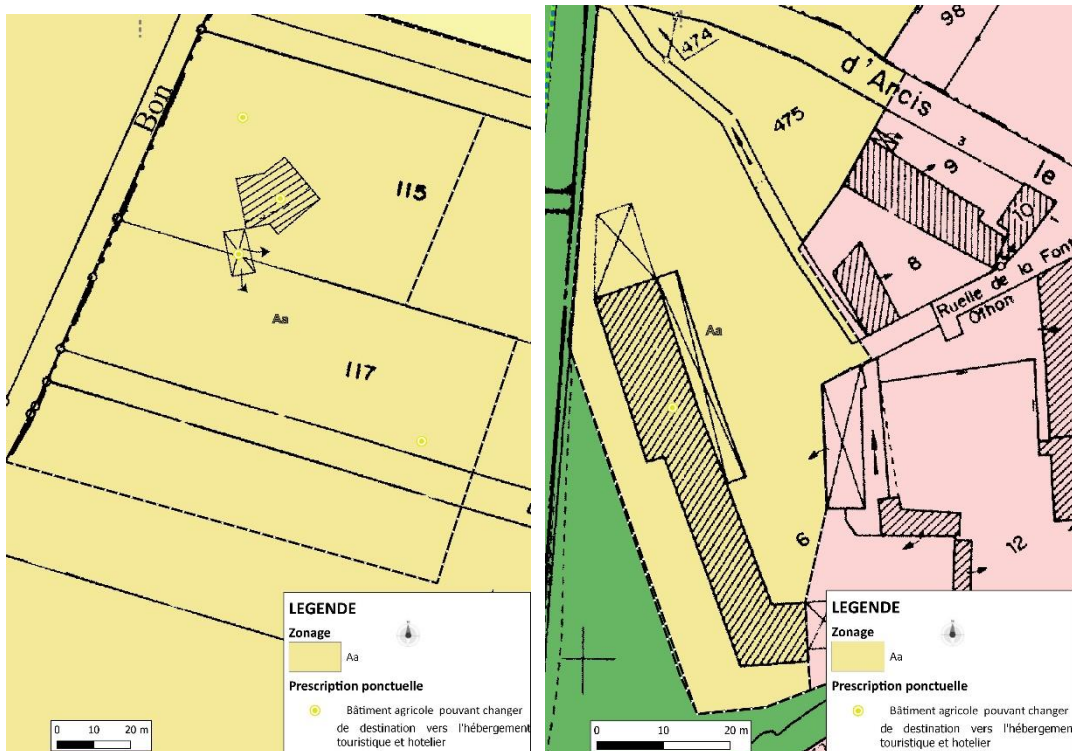 Bon
115
Aa
117
LEGENDE
Zonage
Aa
Prescription ponctuelle
Bâtiment agricole pouvant changer
de destination vers l'hébergement
touristique et hotelier
0 10 20 m
98
474
d'Arcis
le
475
3
9
10
1
8
Ruelle de la Font
Othon
Aa
6
12
LEGENDE
Zonage
Aa
Prescription ponctuelle
Bâtiment agricole pouvant changer
de destination vers l'hébergement
touristique et hotelier
0 10 20 m